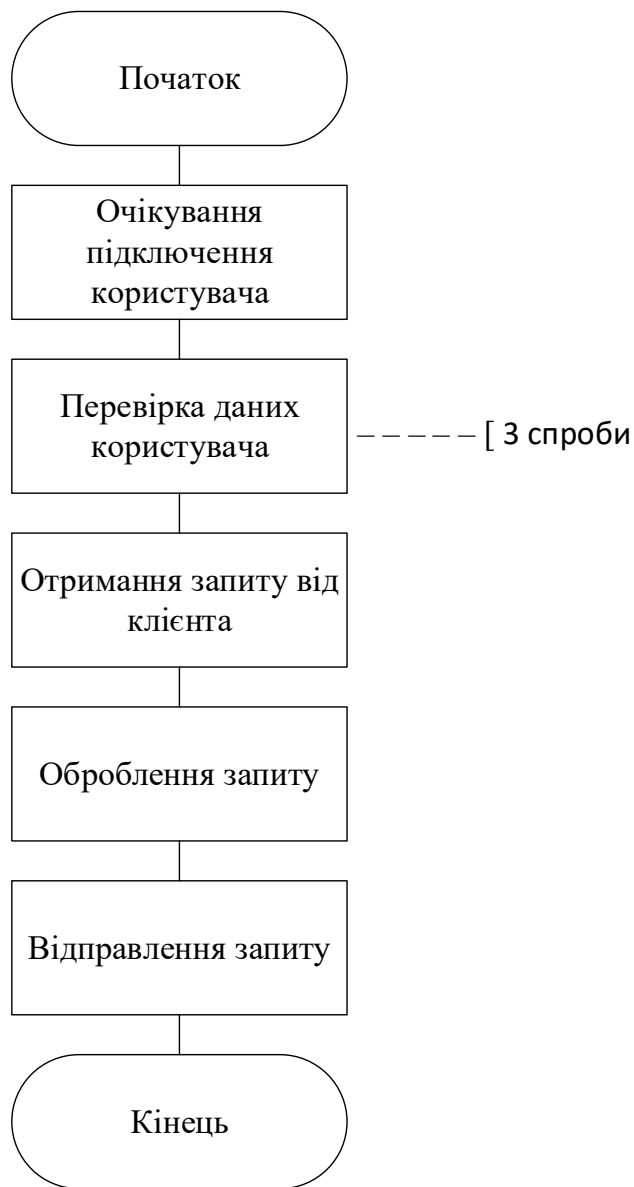 Початок
Очікування
підключення
користувача
Перевірка даних
користувача
[ 3 спроби
Отримання запиту від
клієнта
Оброблення запиту
Відправлення запиту
Кінець